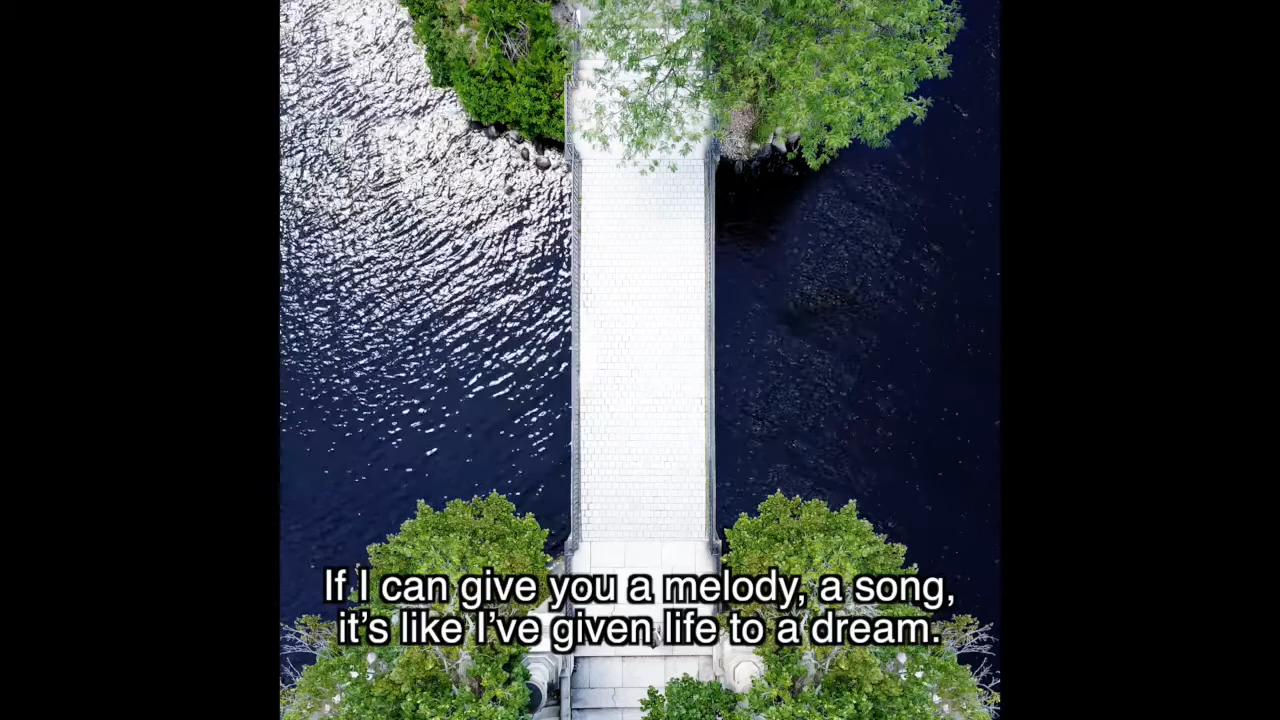 If I can give you a melody, a song,
it's like I've given life to a dream.